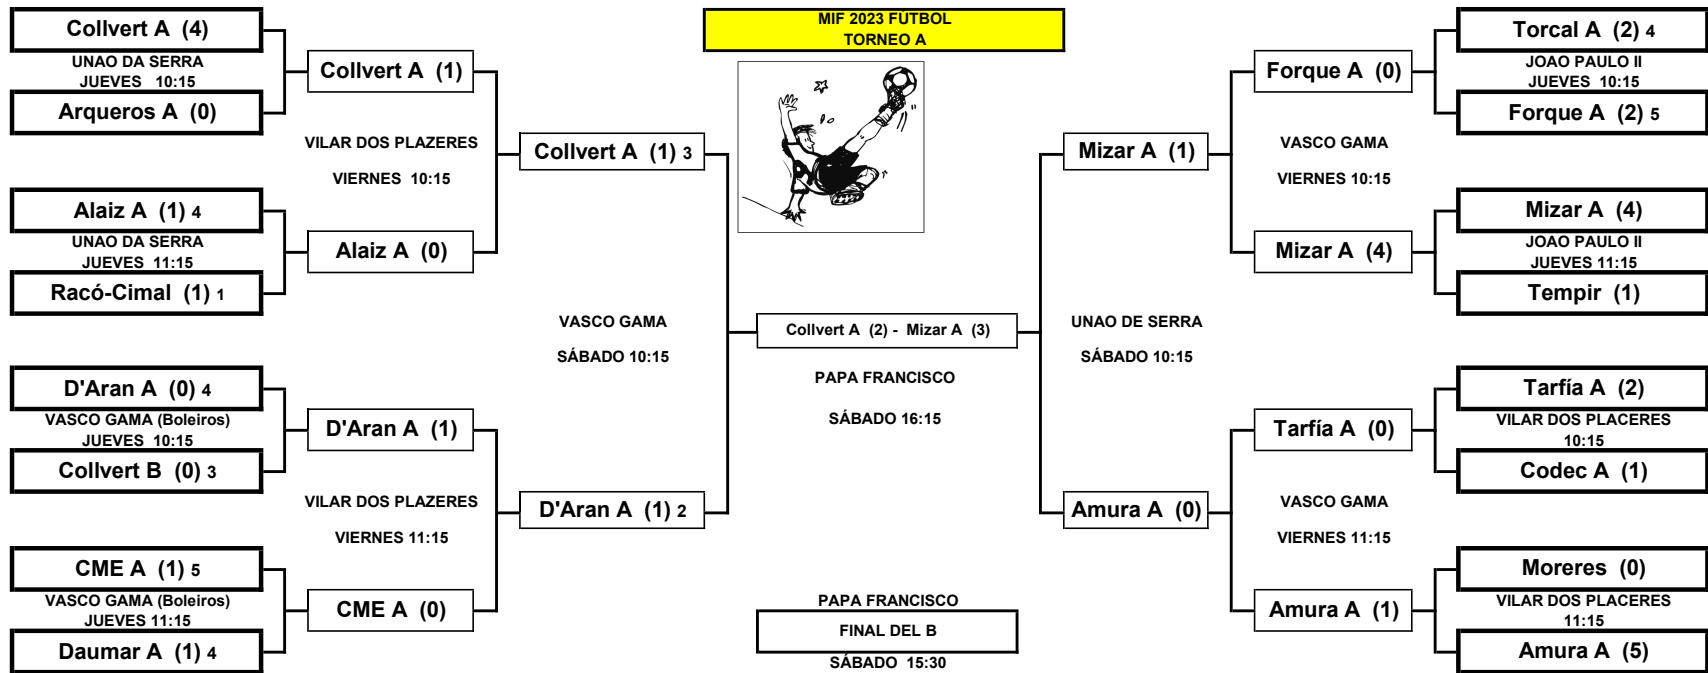 MIF 2023 FÚTBOL
TORNEO A
Collvert A (4)
UNAO DA SERRA
JUEVES 10:15
Arqueros A (0)
Alaiz A (1) 4
UNAO DA SERRA
JUEVES 11:15
Racó-Cimal (1) 1
D'Aran A (0) 4
VASCO GAMA (Boleiros)
JUEVES 10:15
Collvert B (0) 3
CME A (1) 5
VASCO GAMA (Boleiros)
JUEVES 11:15
Daumar A (1) 4
Collvert A (1)
VILAR DOS PLAZERES
VIERNES 10:15
Alaiz A (0)
D'Aran A (1)
VILAR DOS PLAZERES
VIERNES 11:15
CME A (0)
Collvert A (1) 3
VASCO GAMA
SÁBADO 10:15
D'Aran A (1) 2
Collvert A (2) - Mizar A (3)
PAPA FRANCISCO
SÁBADO 16:15
PAPA FRANCISCO
FINAL DEL B
SÁBADO 15:30
Mizar A (1)
UNAO DE SERRA
SÁBADO 10:15
Amura A (0)
Forque A (0)
VASCO GAMA
VIERNES 10:15
Mizar A (4)
Tarfía A (0)
VASCO GAMA
VIERNES 11:15
Amura A (1)
Torcal A (2) 4
JOAO PAULO II
JUEVES 10:15
Forque A (2) 5
Mizar A (4)
JOAO PAULO II
JUEVES 11:15
Tempir (1)
Tarfía A (2)
VILAR DOS PLACERES
10:15
Codec A (1)
Moreres (0)
VILAR DOS PLACERES
11:15
Amura A (5)